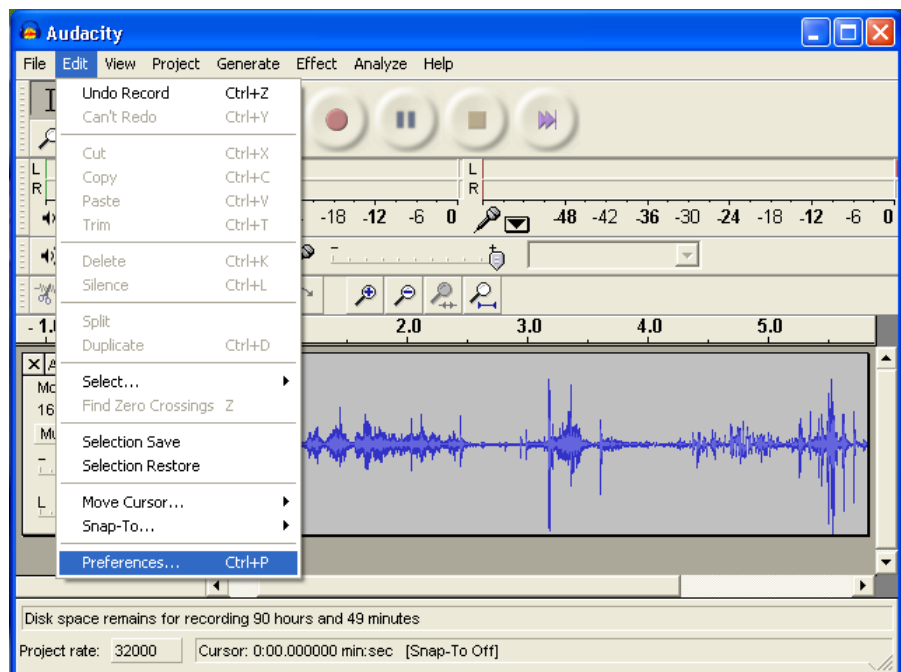 Audacity
File Edit View Project Generate Effect Analyze Help
Undo Record Ctrl+Z
Can't Redo Ctrl+Y
Cut Ctrl+X
Copy Ctrl+C
Paste Ctrl+V
Trim Ctrl+T
Delete Ctrl+K
Silence Ctrl+L
Split
Duplicate Ctrl+D
Select...
Find Zero Crossings Z
Selection Save
Selection Restore
Move Cursor...
Snap-To...
Preferences... Ctrl+P
L L
R R
-18 -12 -6 0 -48 -42 -36 -30 -24 -18 -12 -6 0
2.0 3.0 4.0 5.0
L
Disk space remains for recording 90 hours and 49 minutes
Project rate: 32000 Cursor: 0:00.000000 min:sec [Snap-To Off]